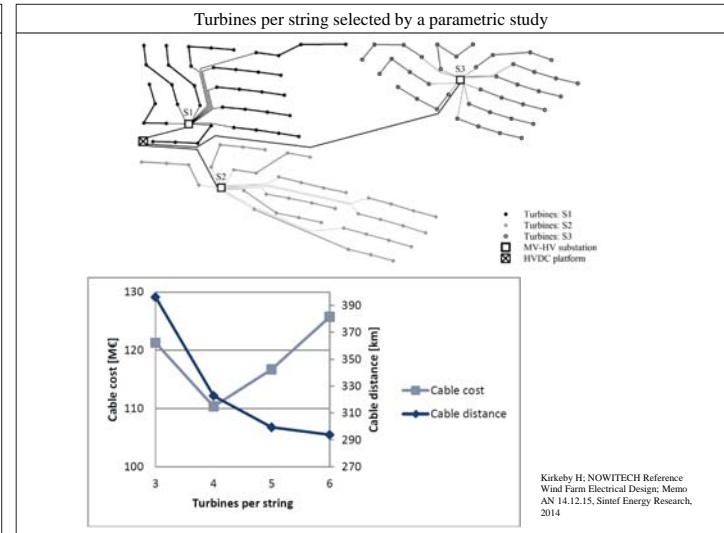 Turbines per string selected by a parametric study
S1
S2
S3
Turbines: S1
Turbines: S2
Turbines: S3
MV-HV substation
HVDC platform
130
120
110
100
Cable cost [M€]
390
370
350
330
310
290
270
Cable distance [km]
3 4 5 6
Turbines per string
Cable cost
Cable distance
Kirkeby H; NOWITECH Reference
Wind Farm Electrical Design; Memo
AN 14.12.15, Sintef Energy Research,
2014